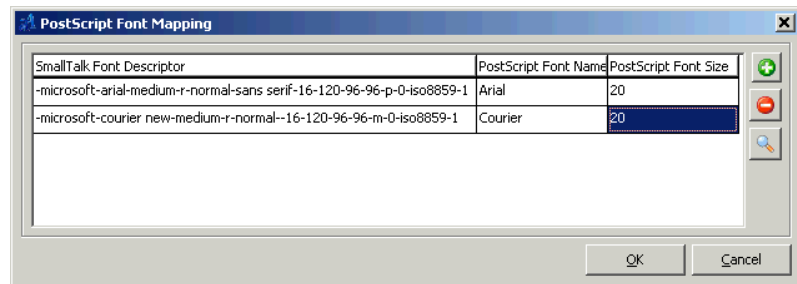 PostScript Font Mapping
SmallTalk Font Descriptor PostScript Font Name PostScript Font Size
-microsoft-arial-medium-r-normal-sans serif-16-120-96-96-p-0-iso8859-1 Arial 20
-microsoft-courier new-medium-r-normal--16-120-96-96-m-0-iso8859-1 Courier 20
OK Cancel